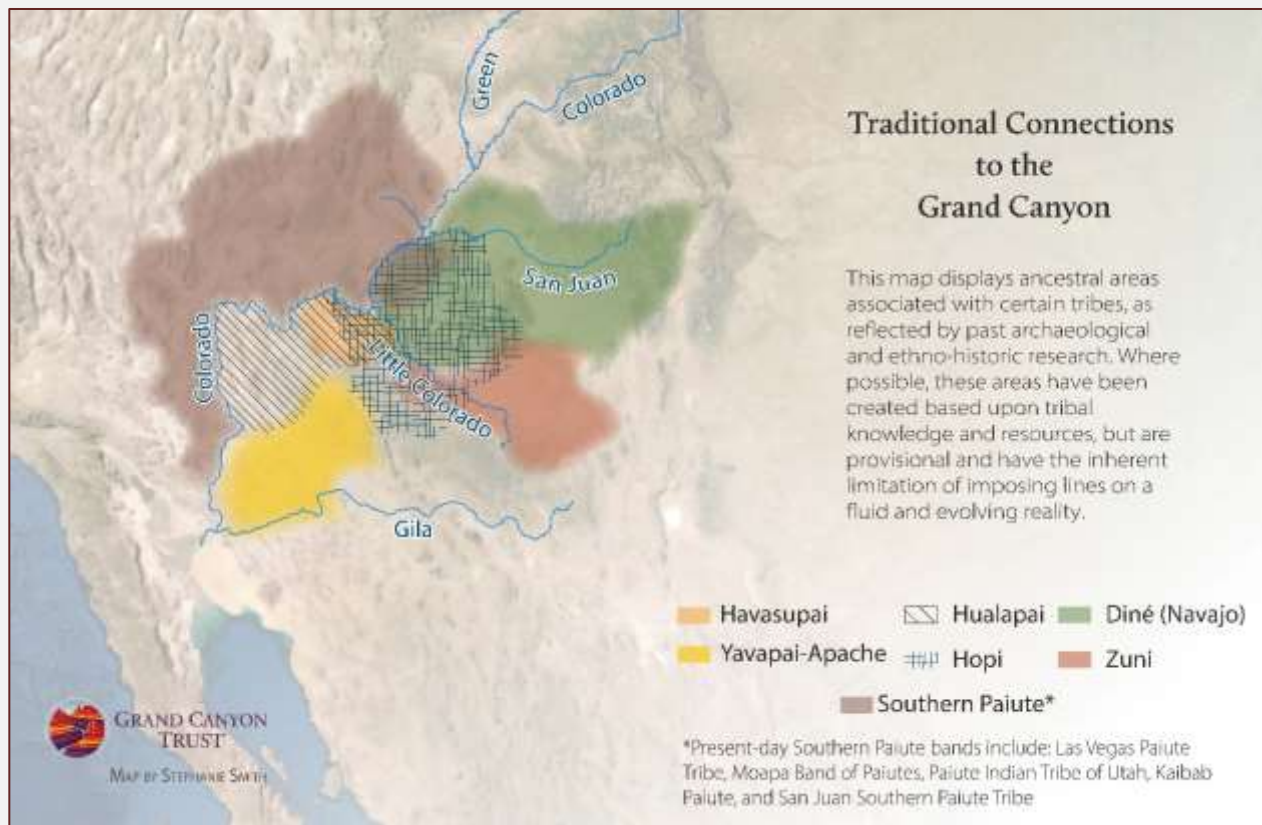 Green
Colorado
San Juan
Colorado
Little Colorado
Gila
Traditional Connections
to the
Grand Canyon
This map displays ancestral areas
associated with certain tribes, as
reflected by past archaeological
and ethno-historic research. Where
possible, these areas have been
created based upon tribal
knowledge and resources, but are
provisional and have the inherent
limitation of imposing lines on a
fluid and evolving reality.
Havasupai
Hualapai
Diné (Navajo)
Yavapai-Apache
Hopi
Zuni
Southern Paiute*
*Present-day Southern Paiute bands include: Las Vegas Paiute
Tribe, Moapa Band of Paiutes, Paiute Indian Tribe of Utah, Kaibab
Paiute, and San Juan Southern Paiute Tribe
GRAND CANYON
TRUST
MAP BY STEPHANIE SMITH